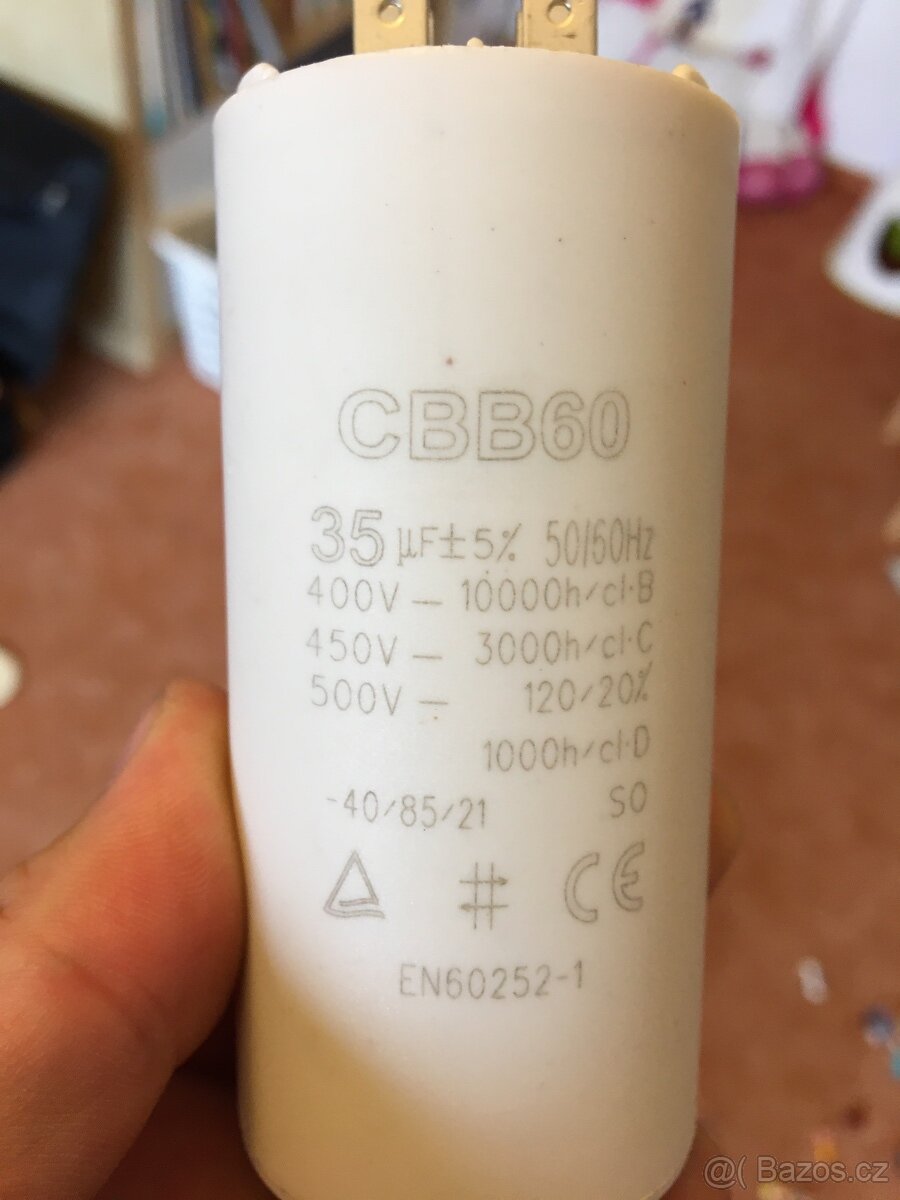 CBB60
35 µF±5% 50/60Hz
400V — 10000h/cl·B
450V — 3000h/cl·C
500V — 120/20%
1000h/cl·D
-40/85/21 S0
CE
EN60252-1
@( Bazos.cz